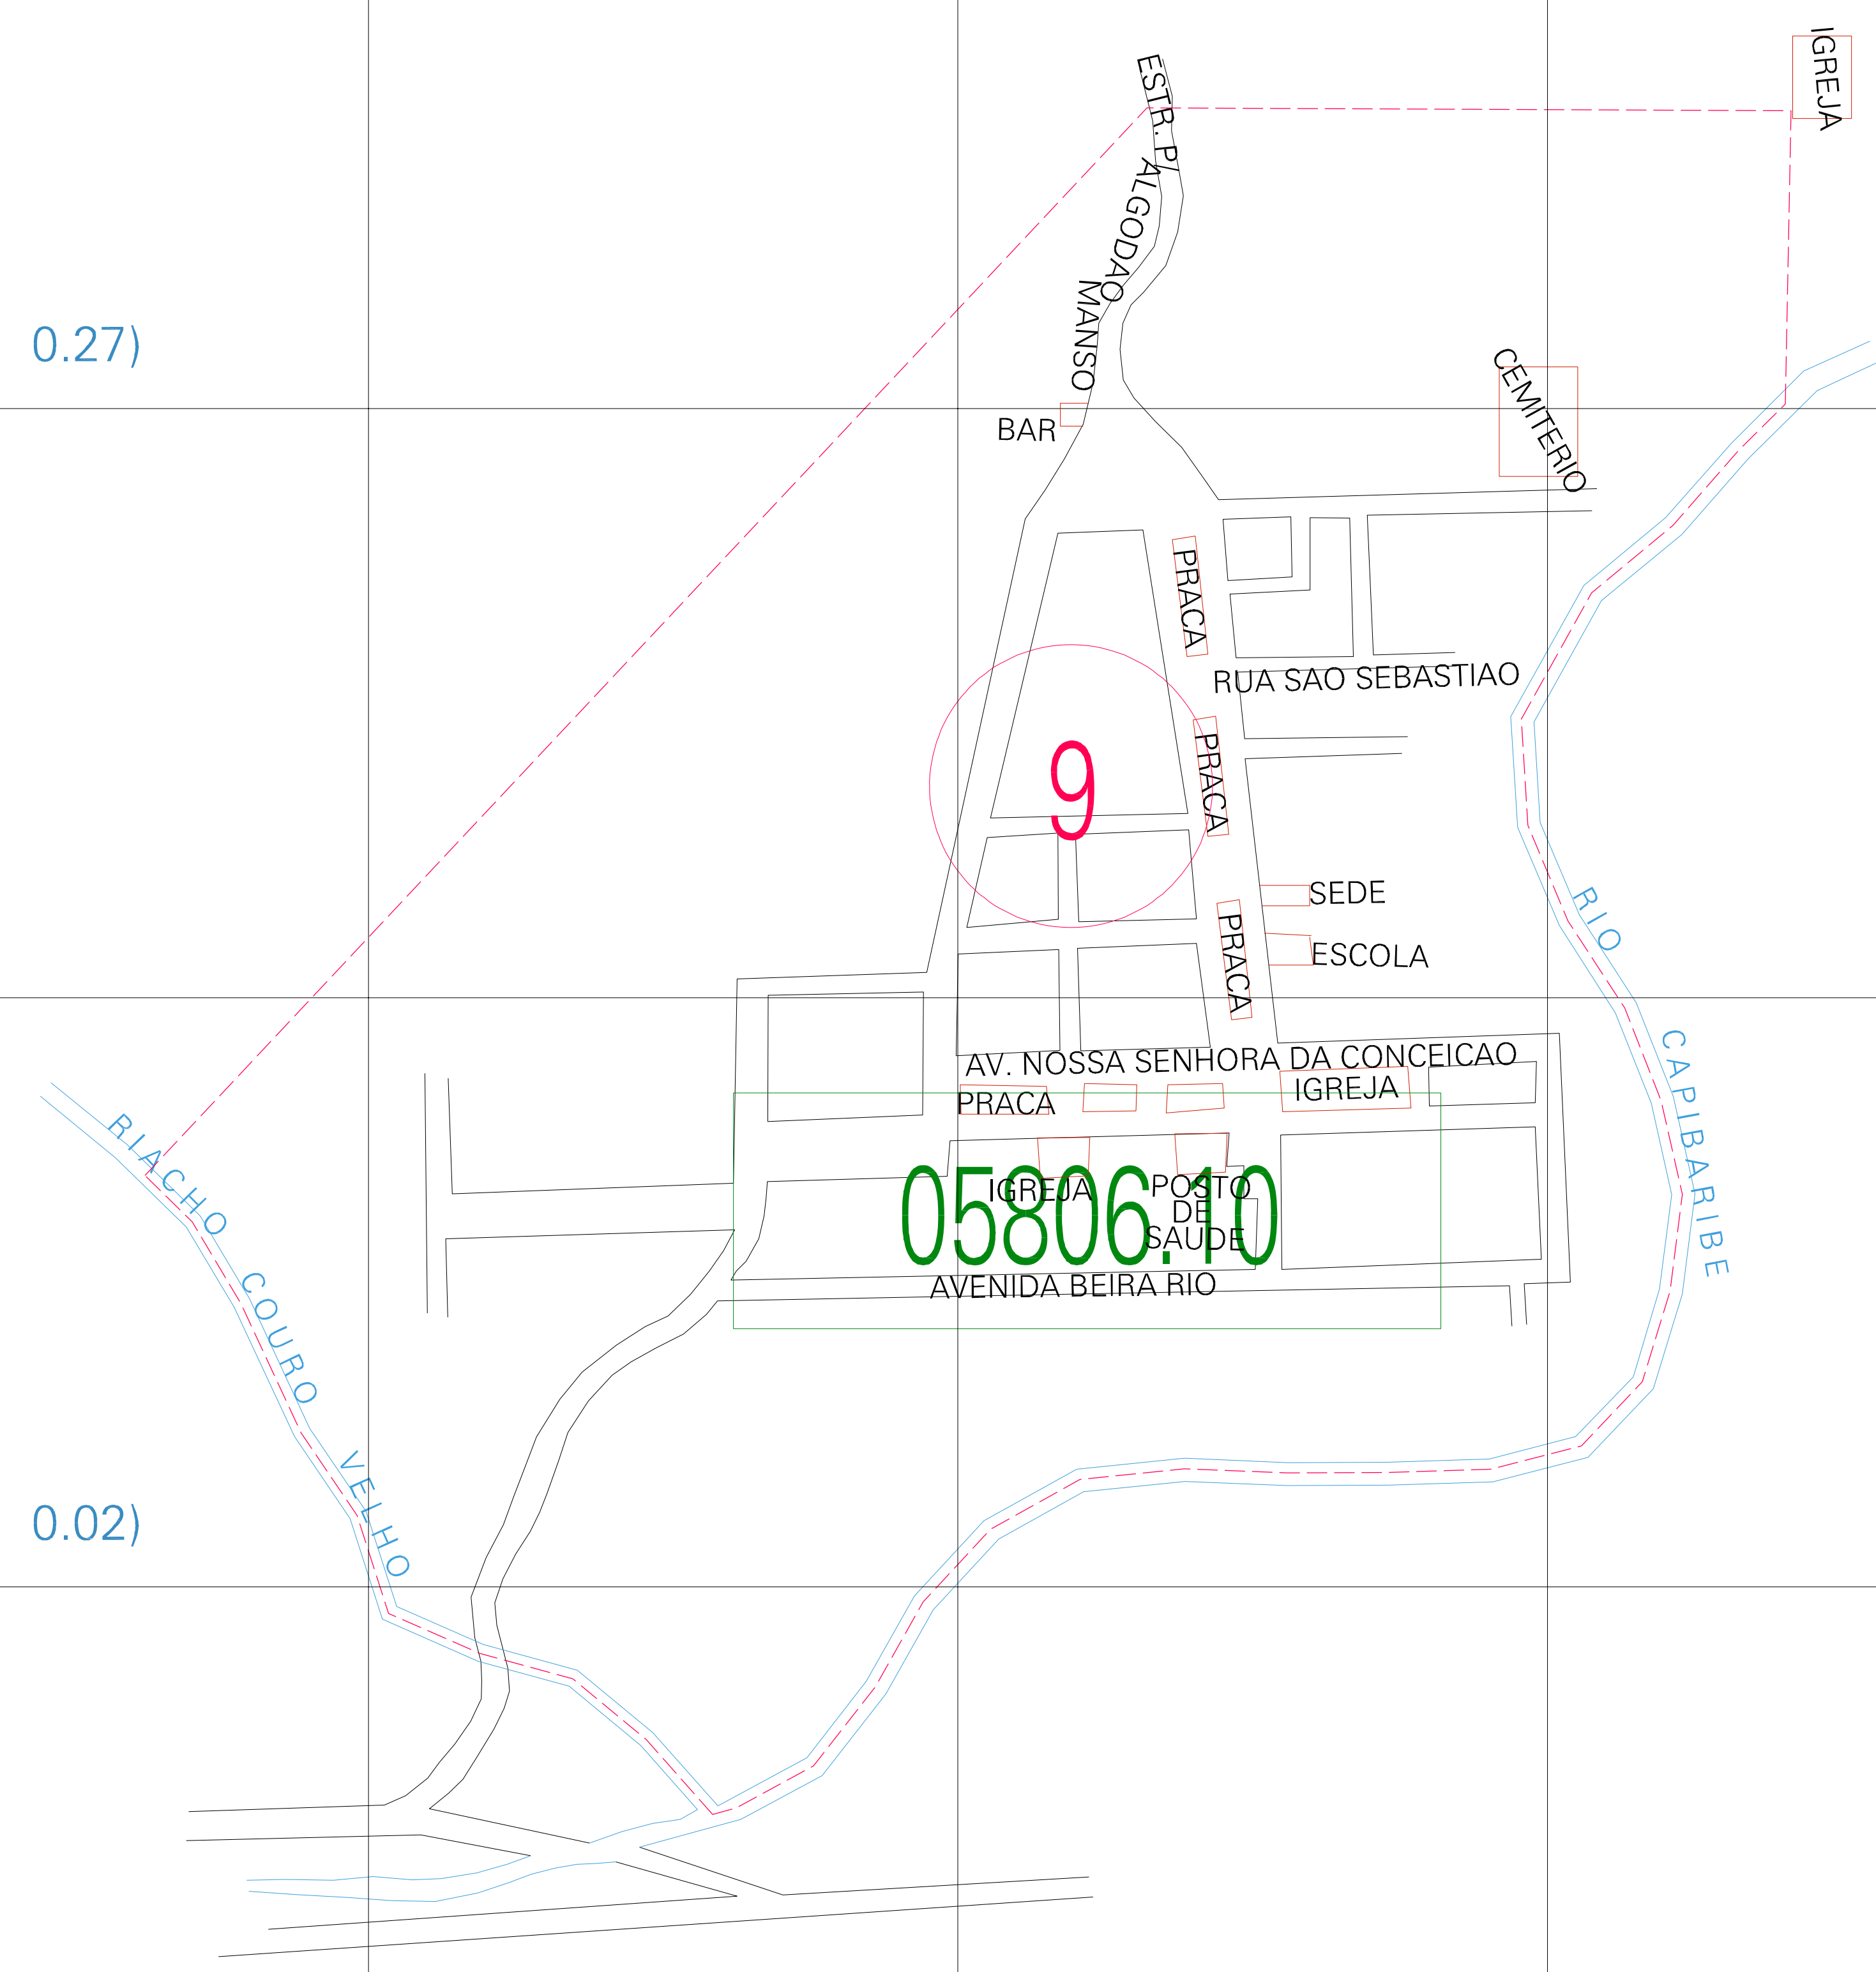 IGREJA
ESTR. P/
ALGODAO
MANSO
0.27)
CEMITERIO
BAR
PRACA
RUA SAO SEBASTIAO
9
PRACA
SEDE
RIO
PRACA
ESCOLA
CAPIBARIBE
AV. NOSSA SENHORA DA CONCEICAO
IGREJA
PRACA
RIACHO
COURO
VELHO
05806.10
IGREJA
POSTO
DE
SAUDE
AVENIDA BEIRA RIO
0.02)